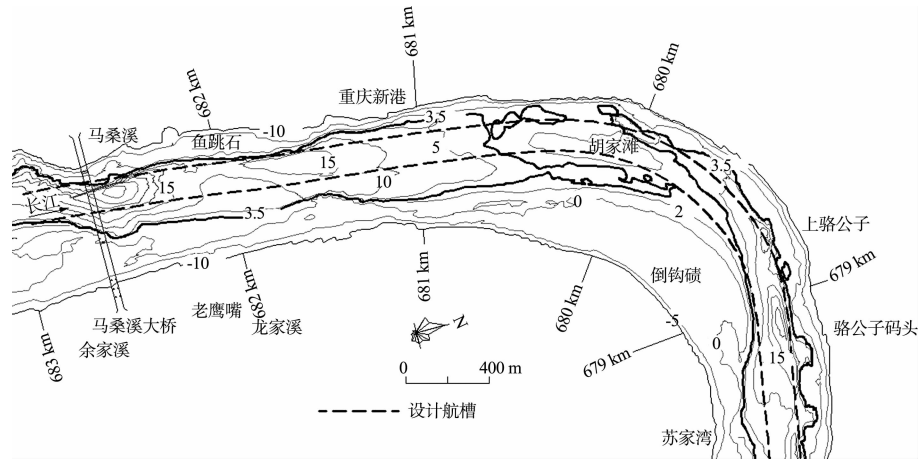 681 km
680 km
682 km
重庆新港
马桑溪
鱼跳石
-10
3.5
胡家滩
15
5
3.5
长江
15
10
3.5
0
2
上骆公子
-10
679 km
倒钩碛
681 km
682 km
680 km
老鹰嘴
龙家溪
N
-5
骆公子码头
马桑溪大桥
余家溪
683 km
0
679 km
15
0
400 m
设计航槽
苏家湾